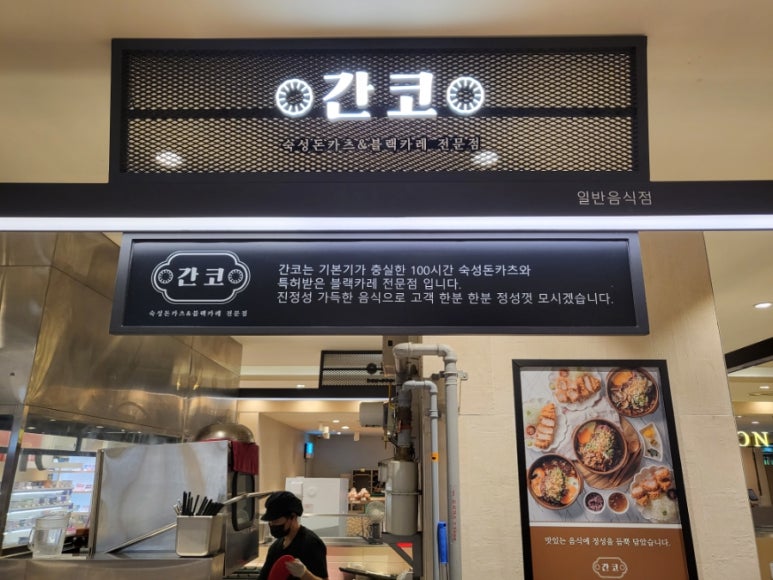 간코
숙성돈카츠&블랙카레 전문점
일반음식점
간코
숙성돈카츠&블랙카레 전문점
간코는 기본기가 충실한 100시간 숙성돈카츠와
특허받은 블랙카레 전문점 입니다.
진정성 가득한 음식으로 고객 한분 한분 정성껏 모시겠습니다.
ON
맛있는 음식에 정성을 듬뿍 담았습니다.
간코